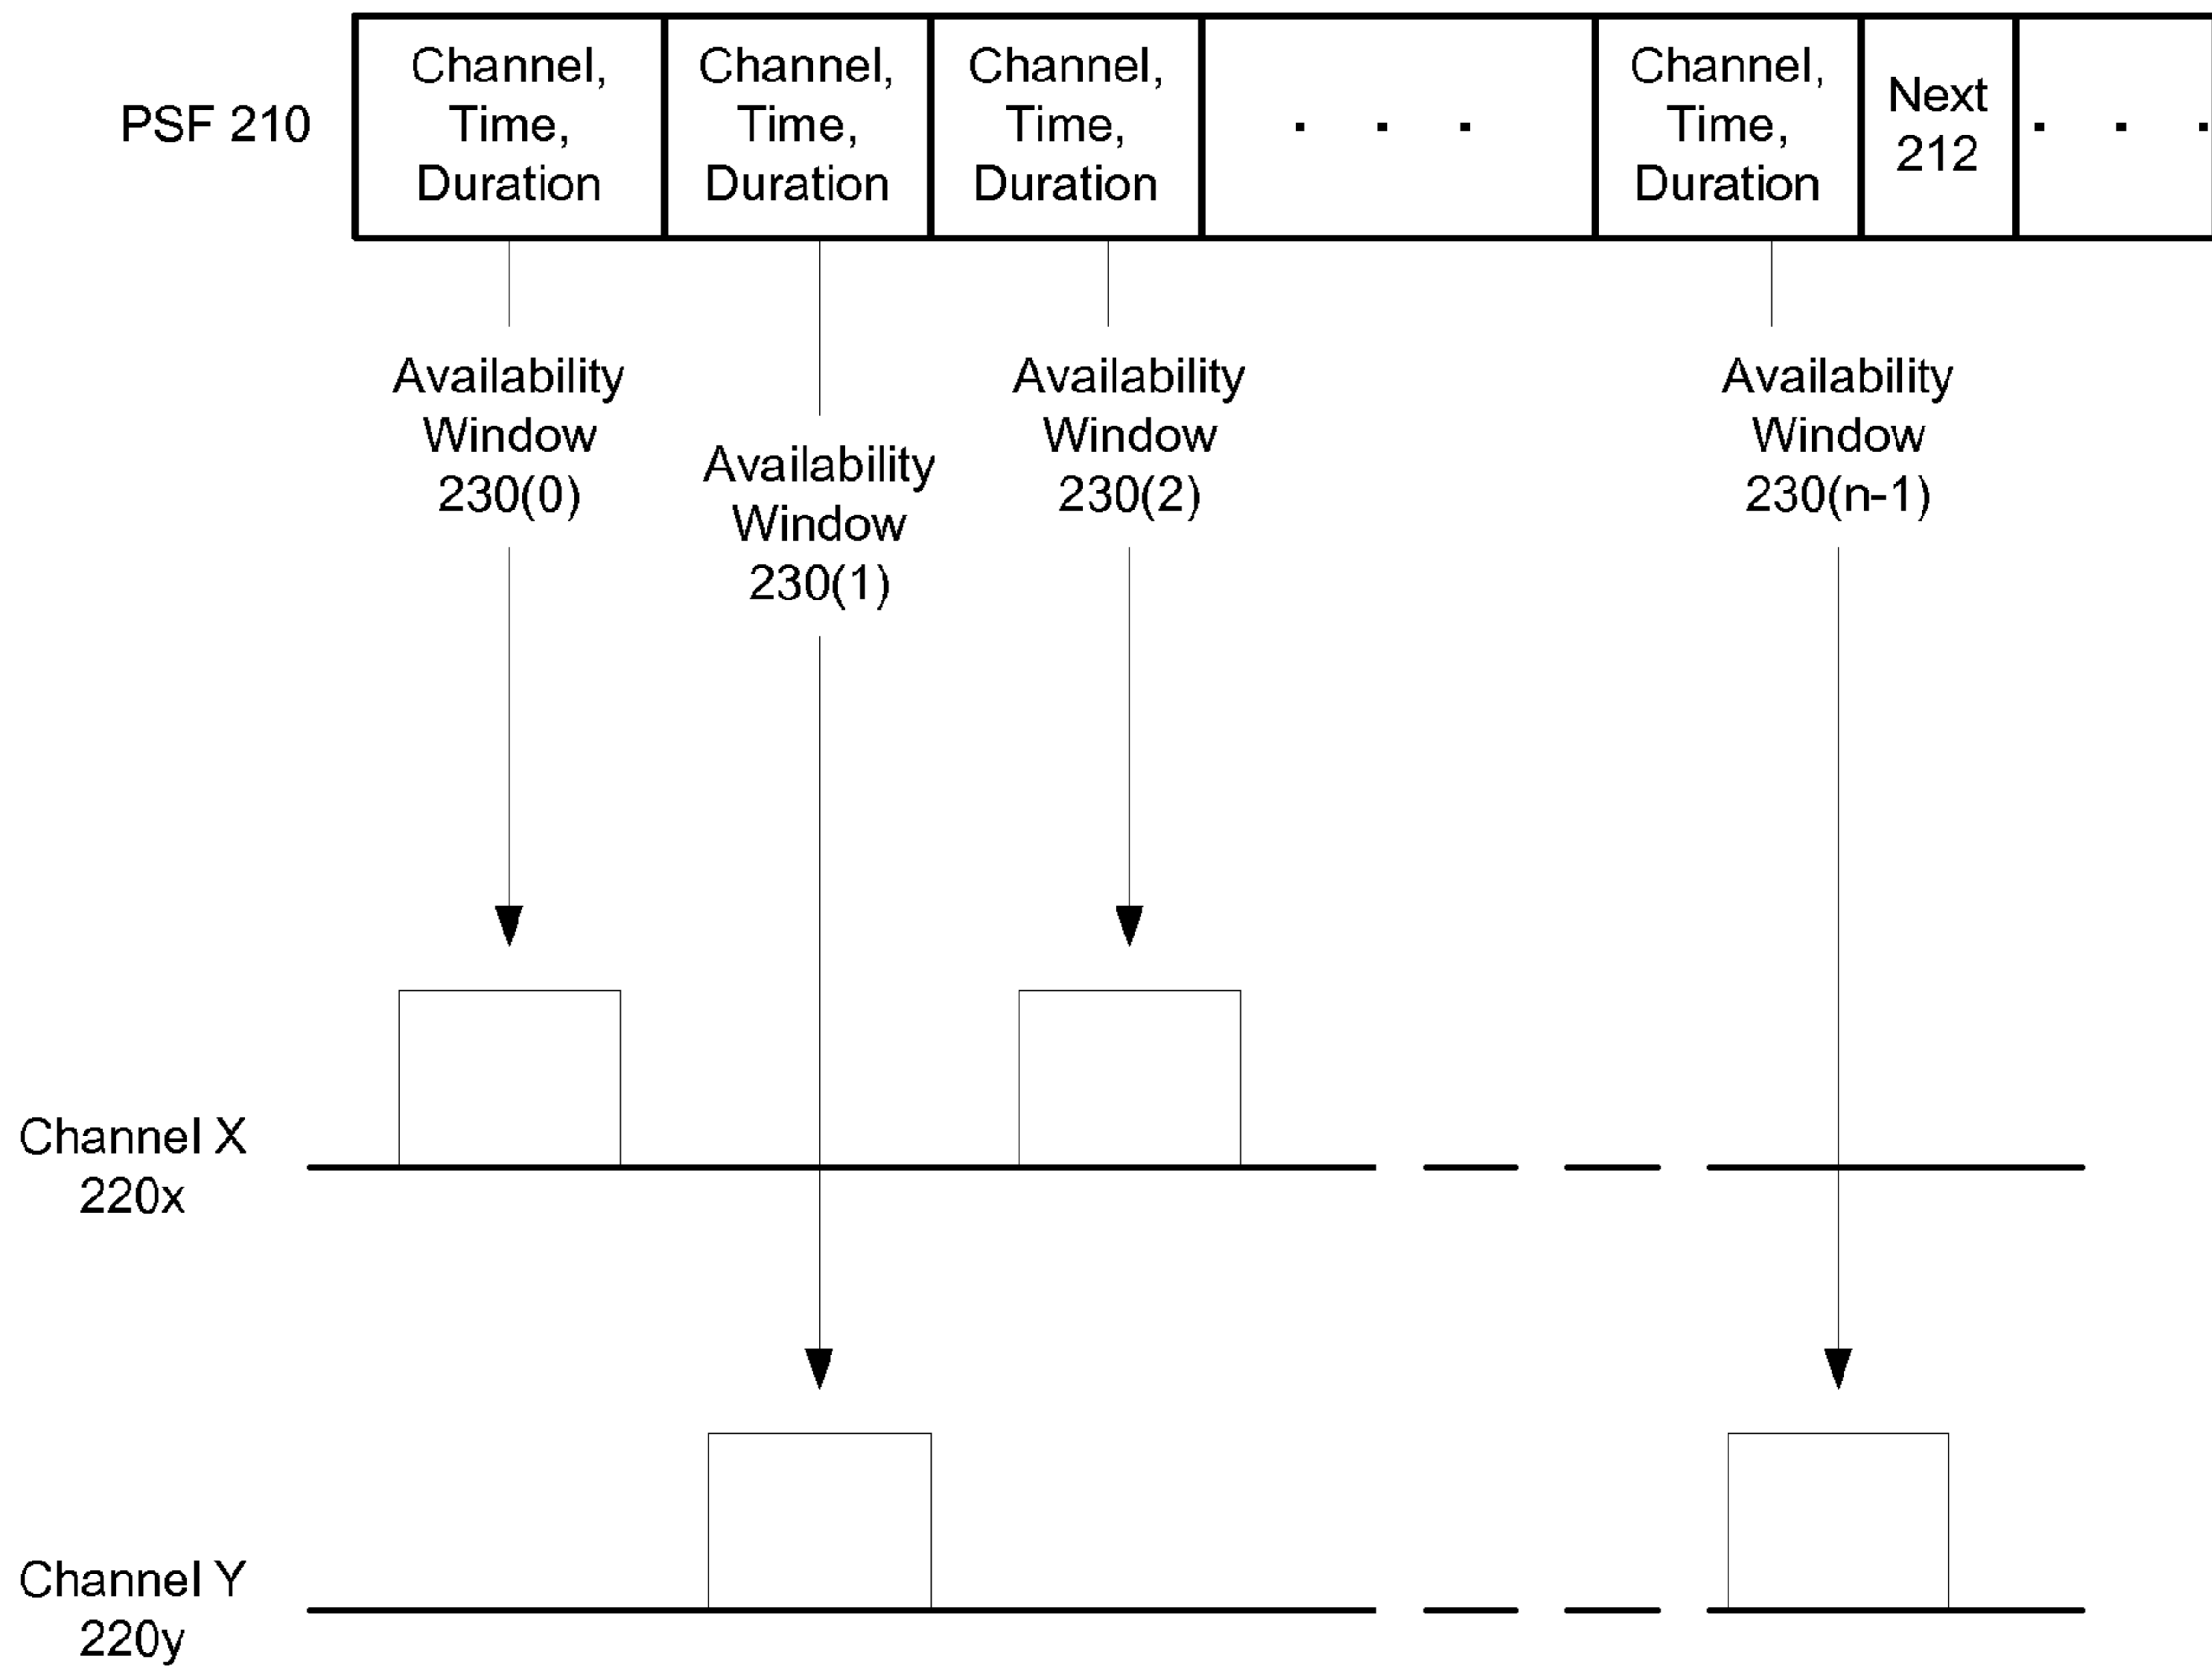 PSF 210
Channel,
Time,
Duration
Channel,
Time,
Duration
Channel,
Time,
Duration
. . .
Channel,
Time,
Duration
Next
212
. . .
Availability
Window
230(0)
Availability
Window
230(1)
Availability
Window
230(2)
Availability
Window
230(n-1)
Channel X
220x
Channel Y
220y